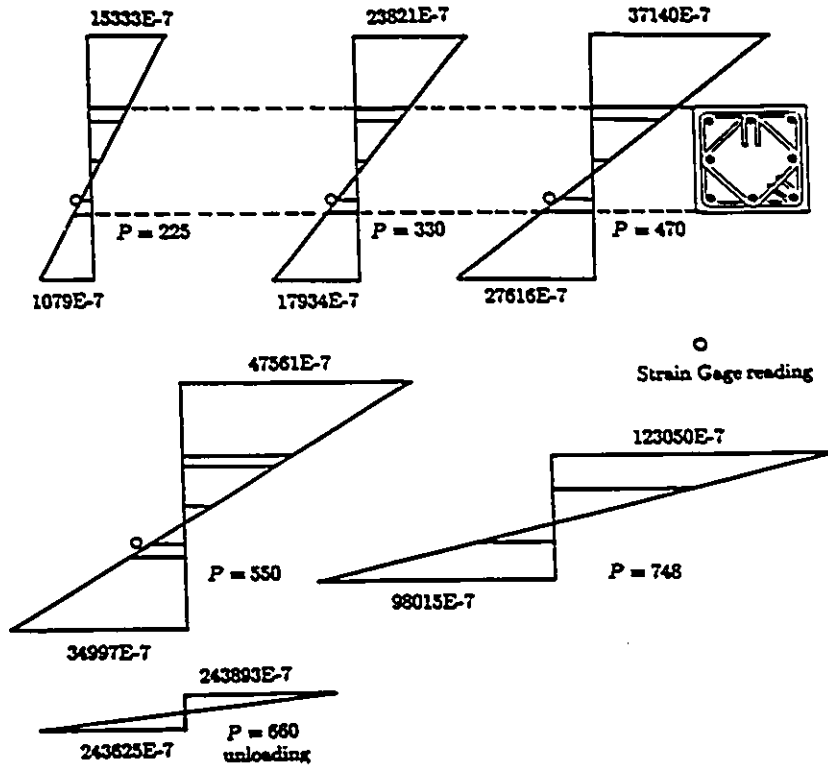 15333E-7
23821E-7
37140E-7
P = 225
P = 330
P = 470
1079E-7
17934E-7
27616E-7
47561E-7
Strain Gage reading
123050E-7
P = 550
P = 748
98015E-7
34997E-7
243893E-7
P = 660
unloading
243625E-7